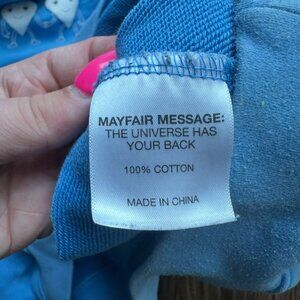 MAYFAIR MESSAGE:
THE UNIVERSE HAS
YOUR BACK
100% COTTON
MADE IN CHINA